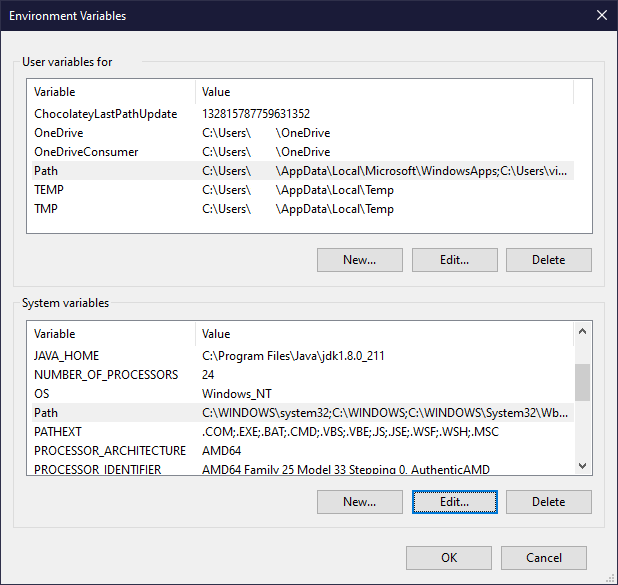 Environment Variables
User variables for
Variable Value
ChocolateyLastPathUpdate 132815787759631352
OneDrive C:\Users\ \OneDrive
OneDriveConsumer C:\Users\ \OneDrive
Path C:\Users\ \AppData\Local\Microsoft\WindowsApps;C:\Users\vi...
TEMP C:\Users\ \AppData\Local\Temp
TMP C:\Users\ \AppData\Local\Temp
New... Edit... Delete
System variables
Variable Value
JAVA_HOME C:\Program Files\Java\jdk1.8.0_211
NUMBER_OF_PROCESSORS 24
OS Windows_NT
Path C:\WINDOWS\system32;C:\WINDOWS;C:\WINDOWS\System32\Wb...
PATHEXT .COM;.EXE;.BAT;.CMD;.VBS;.VBE;.JS;.JSE;.WSF;.WSH;.MSC
PROCESSOR_ARCHITECTURE AMD64
PROCESSOR_IDENTIFIER AMD64 Family 25 Model 33 Stepping 0, AuthenticAMD
New... Edit... Delete
OK Cancel